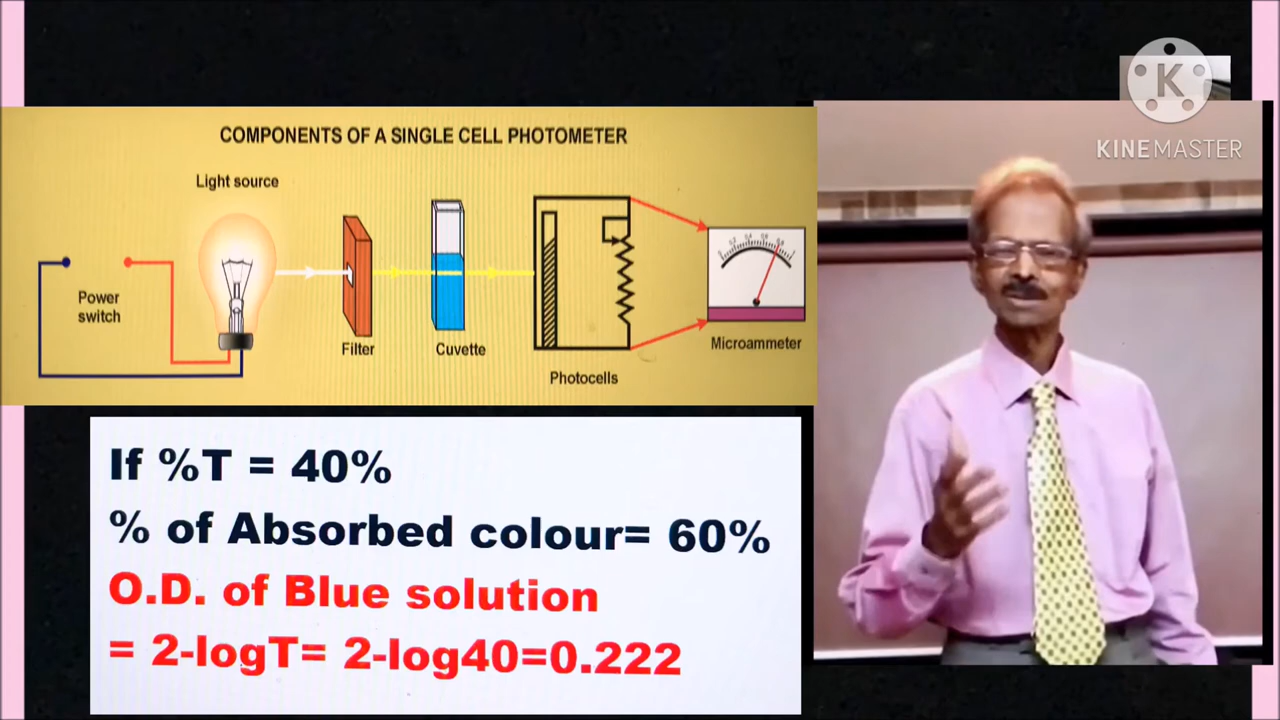 COMPONENTS OF A SINGLE CELL PHOTOMETER
Light source
Power
switch
Filter
Cuvette
Photocells
Microammeter
K
KINEMASTER
If %T = 40%
% of Absorbed colour= 60%
O.D. of Blue solution
= 2-logT= 2-log40=0.222